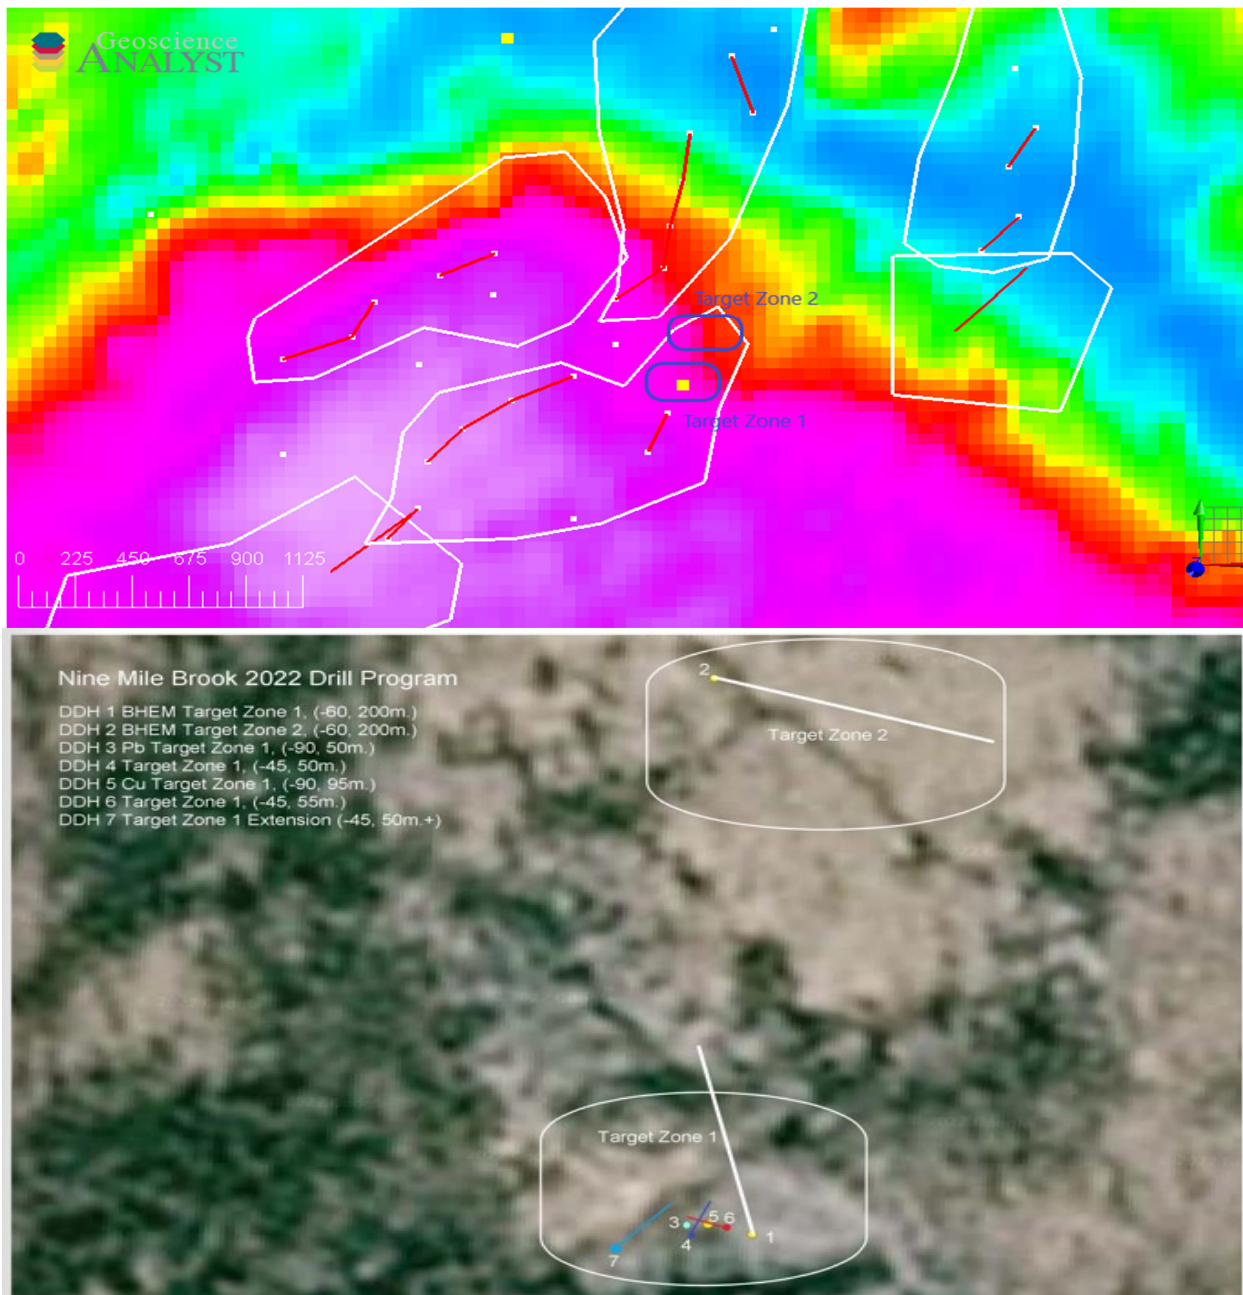 Geoscience
ANALYST
Target Zone 2
Target Zone 1
0 225 450 675 900 1125
Nine Mile Brook 2022 Drill Program
DDH 1 BHEM Target Zone 1, (-60, 200m.)
DDH 2 BHEM Target Zone 2, (-60, 200m.)
DDH 3 Pb Target Zone 1, (-90, 50m.)
DDH 4 Target Zone 1, (-45, 50m.)
DDH 5 Cu Target Zone 1, (-90, 95m.)
DDH 6 Target Zone 1, (-45, 55m.)
DDH 7 Target Zone 1 Extension (-45, 50m.+)
2
Target Zone 2
Target Zone 1
3
5
6
1
4
7